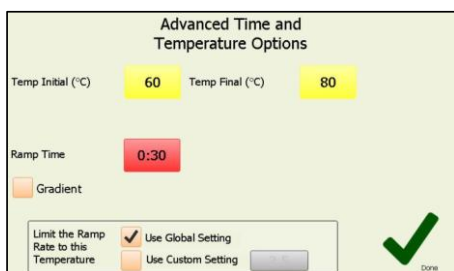 Advanced Time and
Temperature Options
Temp Initial (°C) 60 Temp Final (°C) 80
Ramp Time 0:30
Gradient
Limit the Ramp
Rate to this
Temperature
Use Global Setting
Use Custom Setting
Done